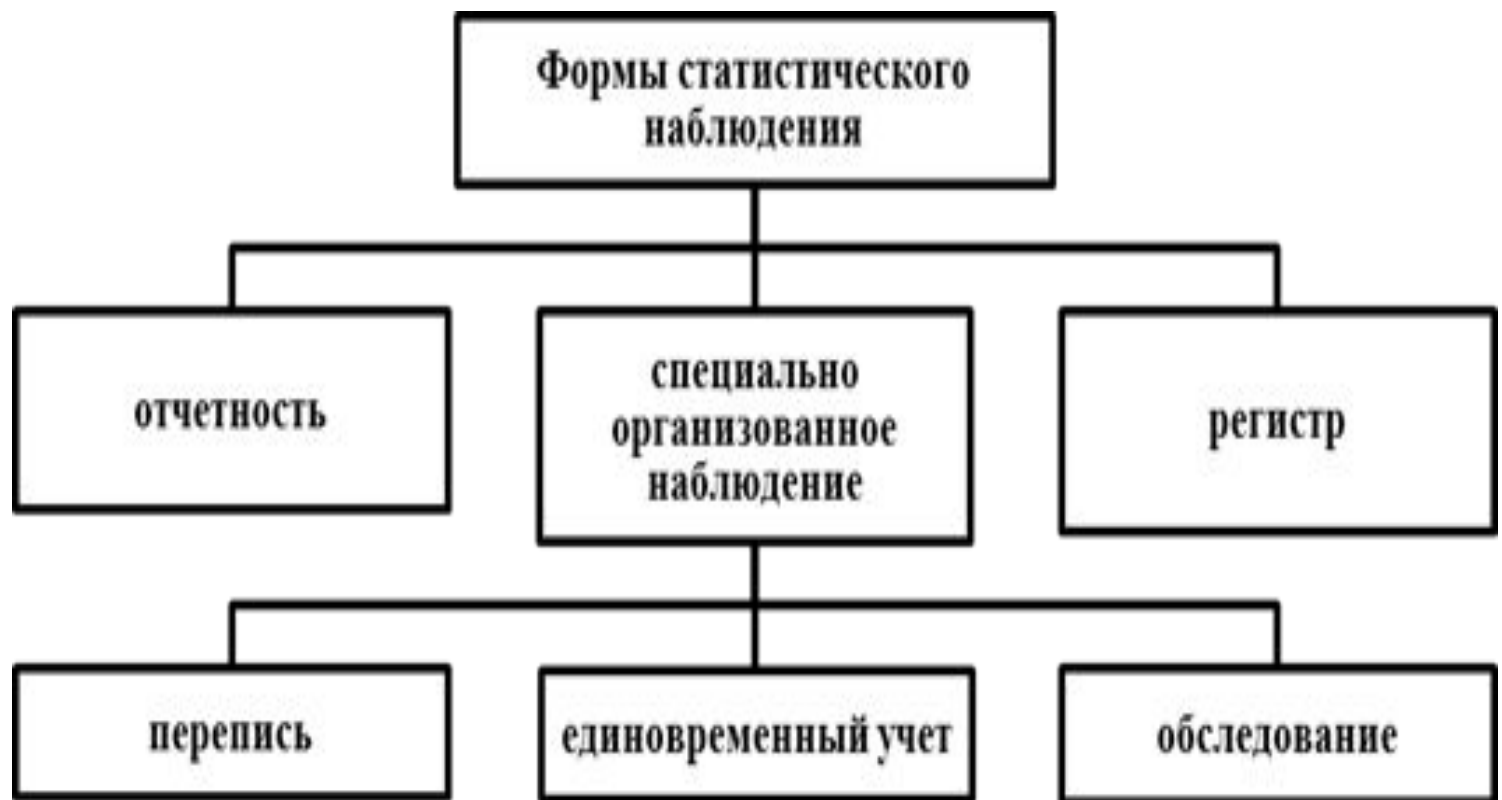 Формы статистического
наблюдения
отчетность
специально
организованное
наблюдение
регистр
перепись
единовременный учет
обследование